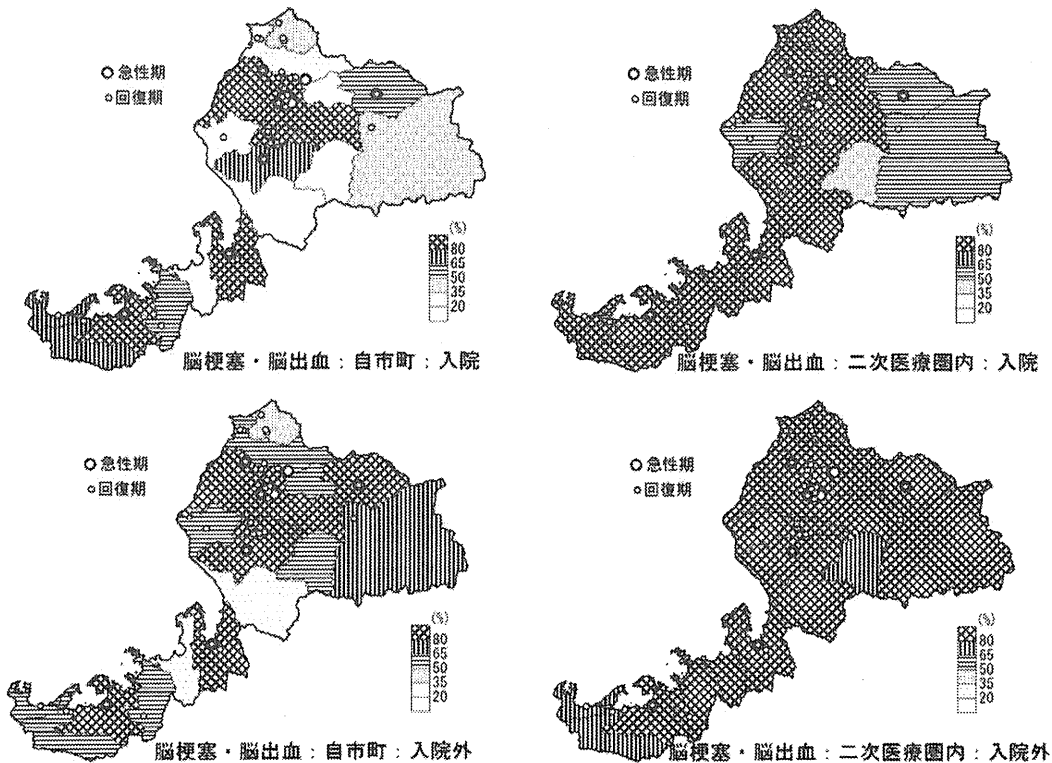 急性期
回復期
(%)
80
65
50
35
20
脳梗塞・脳出血：自市町：入院
急性期
回復期
(%)
80
65
50
35
20
脳梗塞・脳出血：二次医療圏内：入院
急性期
回復期
(%)
80
65
50
35
20
脳梗塞・脳出血：自市町：入院外
急性期
回復期
(%)
80
65
50
35
20
脳梗塞・脳出血：二次医療圏内：入院外